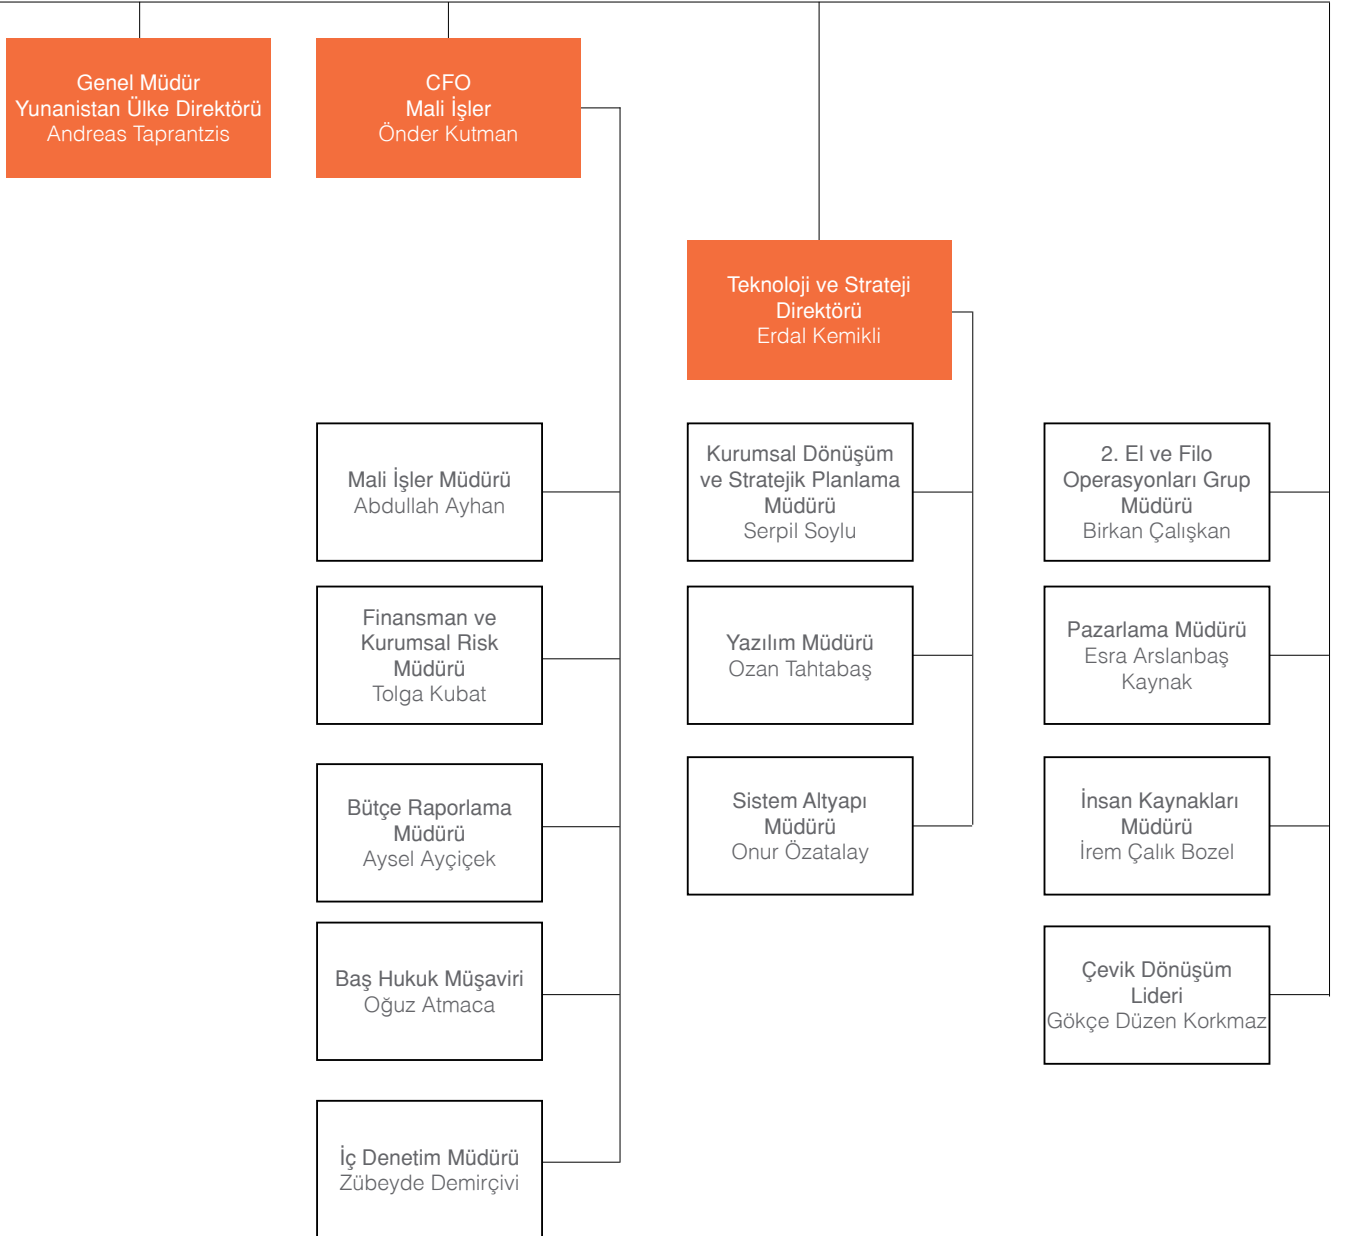 Genel Müdür
Yunanistan Ülke Direktörü
Andreas Taprantzis
CFO
Mali İşler
Önder Kutman
Teknoloji ve Strateji
Direktörü
Erdal Kemikli
Mali İşler Müdürü
Abdullah Ayhan
Finansman ve
Kurumsal Risk
Müdürü
Tolga Kubat
Bütçe Raporlama
Müdürü
Aysel Ayçiçek
Baş Hukuk Müşaviri
Oğuz Atmaca
İç Denetim Müdürü
Zübeyde Demirçivi
Kurumsal Dönüşüm
ve Stratejik Planlama
Müdürü
Serpil Soylu
Yazılım Müdürü
Ozan Tahtabaş
Sistem Altyapı
Müdürü
Onur Özatalay
2. El ve Filo
Operasyonları Grup
Müdürü
Birkan Çalışkan
Pazarlama Müdürü
Esra Arslanbaş
Kaynak
İnsan Kaynakları
Müdürü
İrem Çalık Bozel
Çevik Dönüşüm
Lideri
Gökçe Düzen Korkmaz